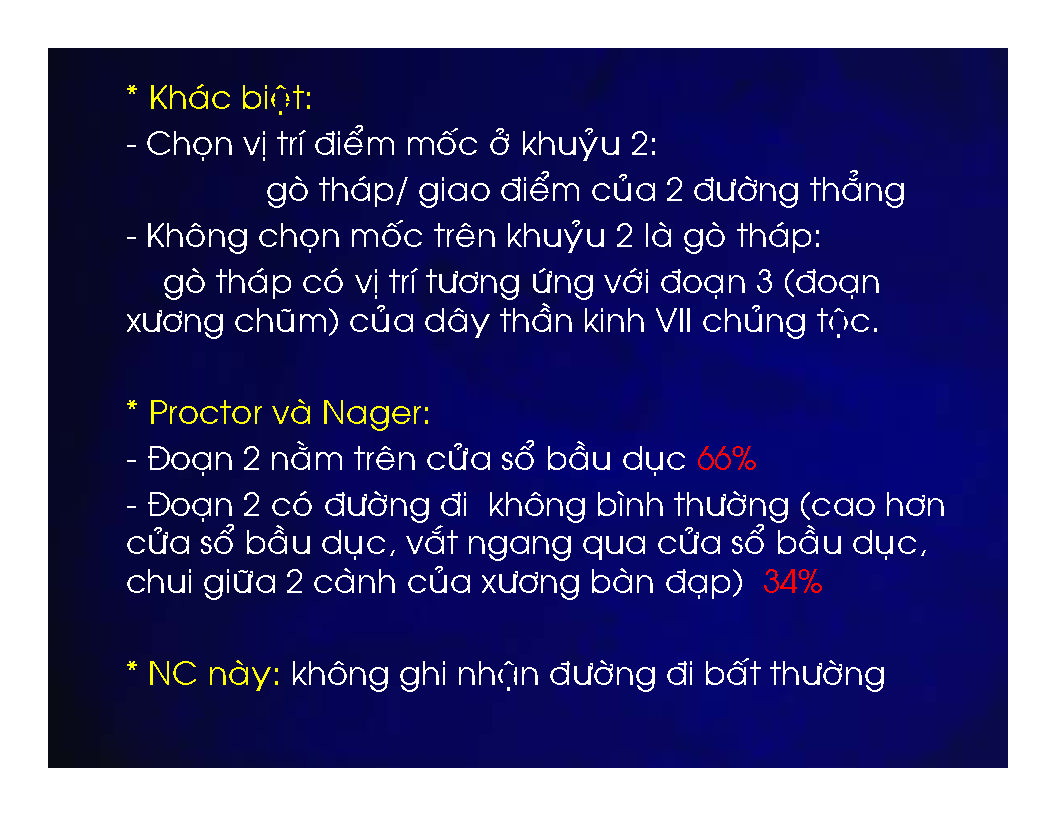 * Khác biệt:
- Chọn vị trí điểm mốc ở khuỷu 2:
gò tháp/ giao điểm của 2 đường thẳng
- Không chọn mốc trên khuỷu 2 là gò tháp:
gò tháp có vị trí tương ứng với đoạn 3 (đoạn
xương chũm) của dây thần kinh VII chủng tộc.
* Proctor và Nager:
- Đoạn 2 nằm trên cửa sổ bầu dục 66%
- Đoạn 2 có đường đi không bình thường (cao hơn
cửa sổ bầu dục, vắt ngang qua cửa sổ bầu dục,
chui giữa 2 cành của xương bàn đạp) 34%
* NC này: không ghi nhận đường đi bất thường